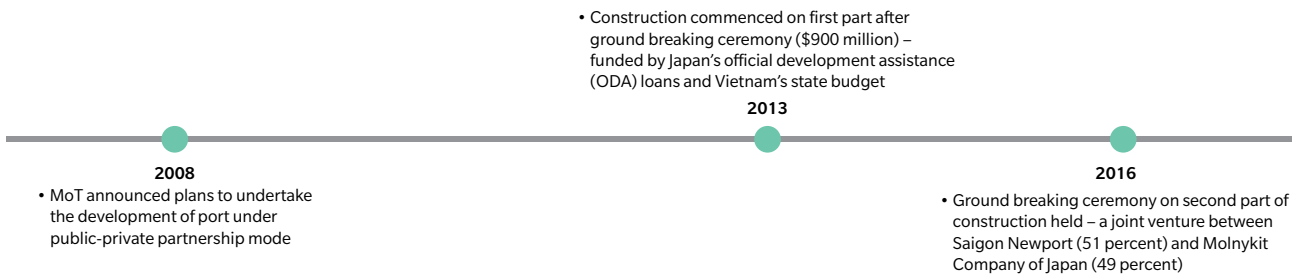 • Construction commenced on first part after
ground breaking ceremony ($900 million) –
funded by Japan’s official development assistance
(ODA) loans and Vietnam’s state budget
2013
2008
• MoT announced plans to undertake
the development of port under
public-private partnership mode
2016
• Ground breaking ceremony on second part of
construction held – a joint venture between
Saigon Newport (51 percent) and Molnykit
Company of Japan (49 percent)